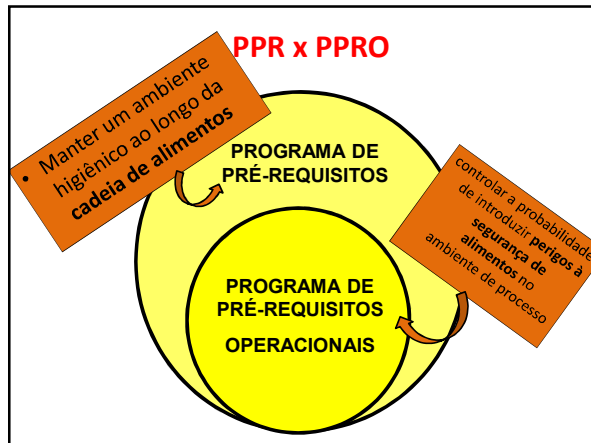 PPR x PPRO
• Manter um ambiente
higiênico ao longo da
cadeia de alimentos
PROGRAMA DE
PRÉ-REQUISITOS
controlar a probabilidade
de introduzir perigos à
segurança de
alimentos no
ambiente de processo
PROGRAMA DE
PRÉ-REQUISITOS
OPERACIONAIS